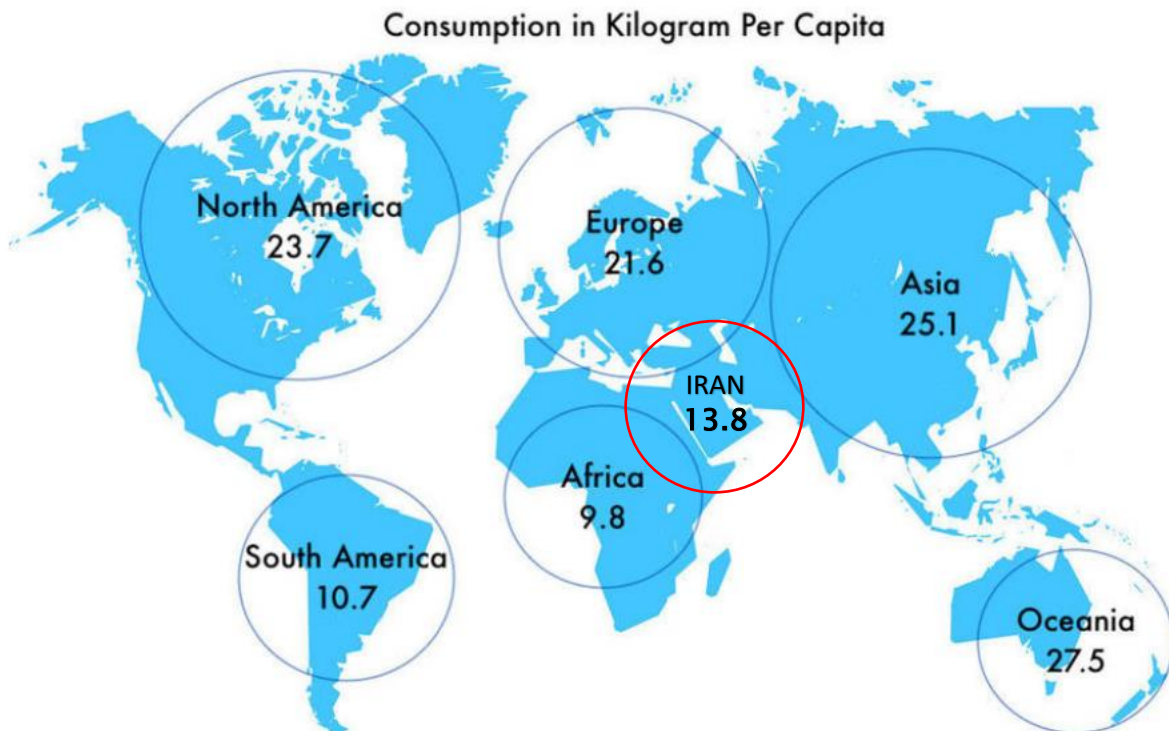 Consumption in Kilogram Per Capita
North America
23.7
Europe
21.6
Asia
25.1
IRAN
13.8
Africa
9.8
South America
10.7
Oceania
27.5